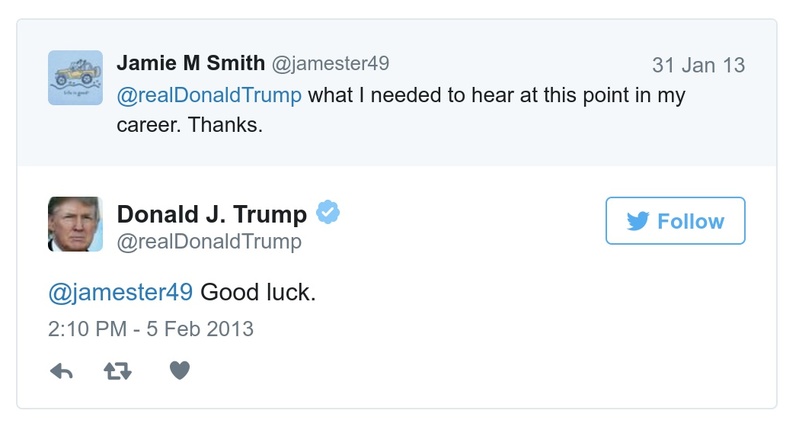 Jamie M Smith @jamester49
31 Jan 13
@realDonaldTrump what I needed to hear at this point in my
career. Thanks.
Donald J. Trump
@realDonaldTrump
Follow
@jamester49 Good luck.
2:10 PM - 5 Feb 2013